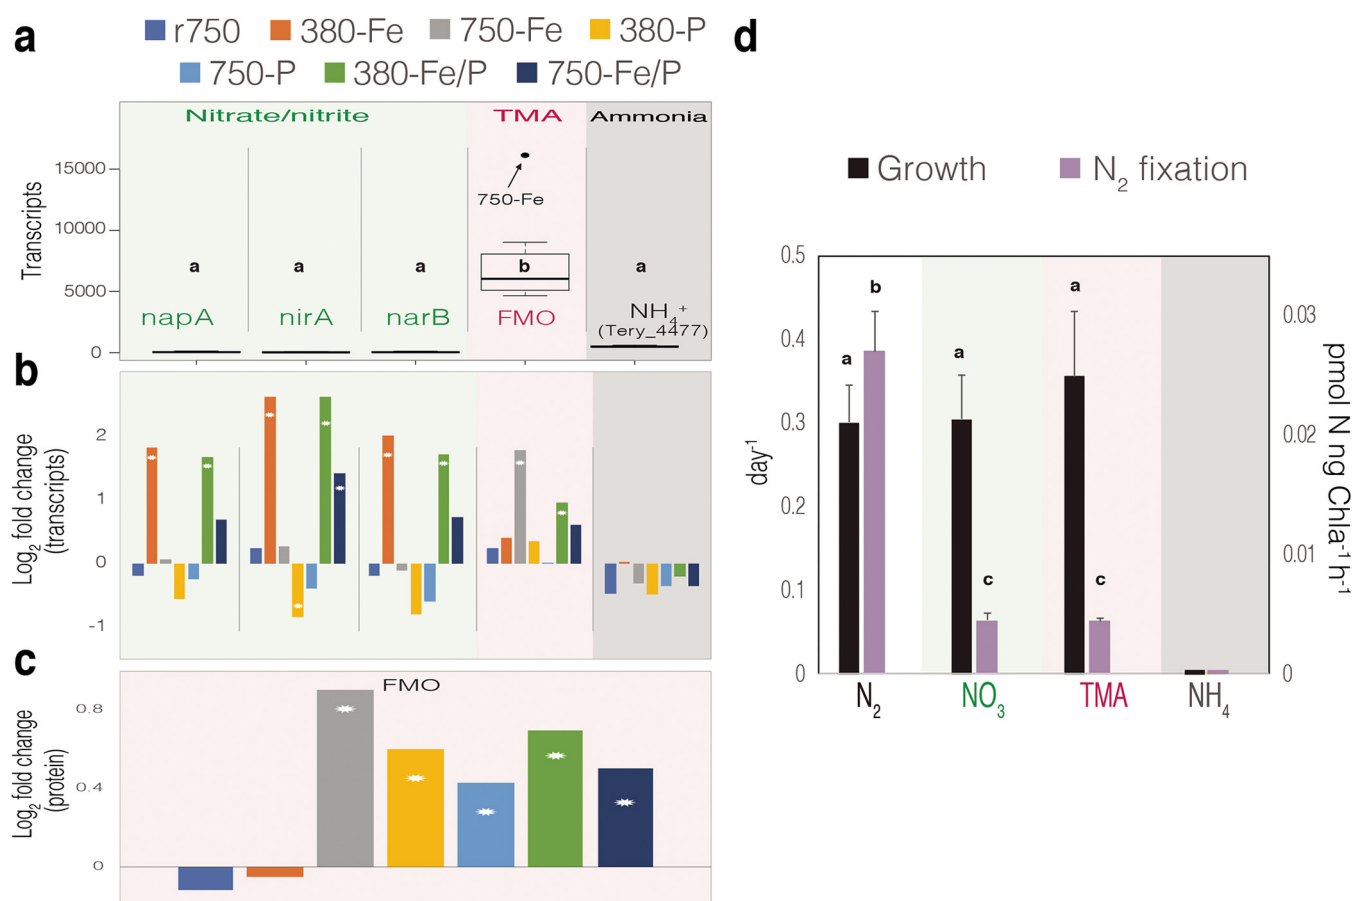 a
r750 380-Fe 750-Fe 380-P
750-P 380-Fe/P 750-Fe/P
Nitrate/nitrite TMA Ammonia
Transcripts
15000
10000
5000
0
750-Fe
a a a b a
napA nirA narB FMO NH₄⁺
(Tery_4477)
b
Log₂ fold change
(transcripts)
2
1
0
-1
c
Log₂ fold change
(protein)
FMO
0.8
0.4
0
d
Growth N₂ fixation
day⁻¹
0.5
0.4
0.3
0.2
0.1
0
a b a c a c
0.03
0.02
0.01
0
pmol N ng Chla⁻¹ h⁻¹
N₂ NO₃ TMA NH₄